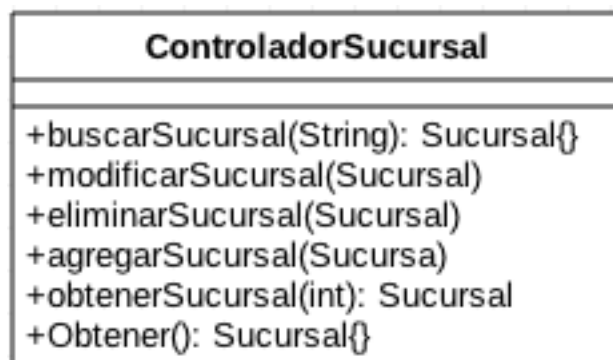 ControladorSucursal
+buscarSucursal(String): Sucursal{}
+modificarSucursal(Sucursal)
+eliminarSucursal(Sucursal)
+agregarSucursal(Sucursa)
+obtenerSucursal(int): Sucursal
+Obtener(): Sucursal{}